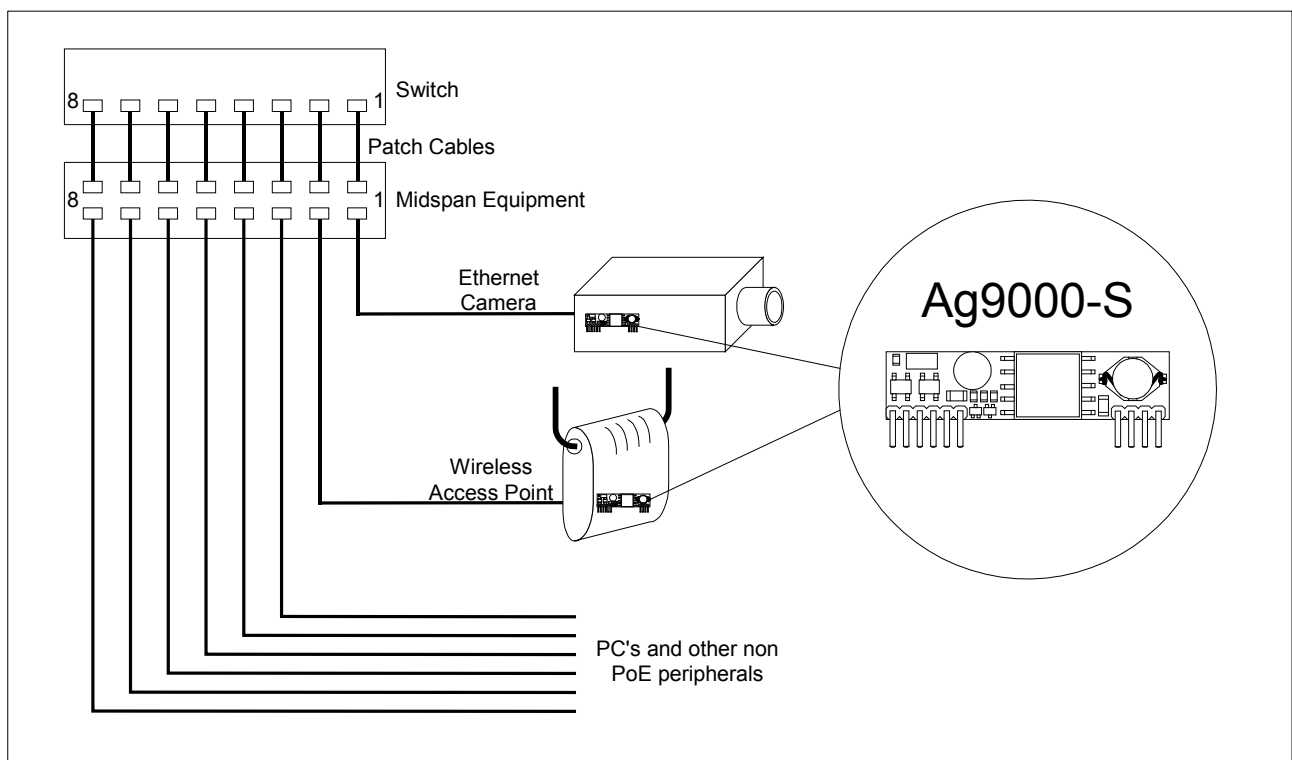 8
1
Switch
Patch Cables
8
1
Midspan Equipment
Ethernet
Camera
Ag9000-S
Wireless
Access Point
PC's and other non
PoE peripherals